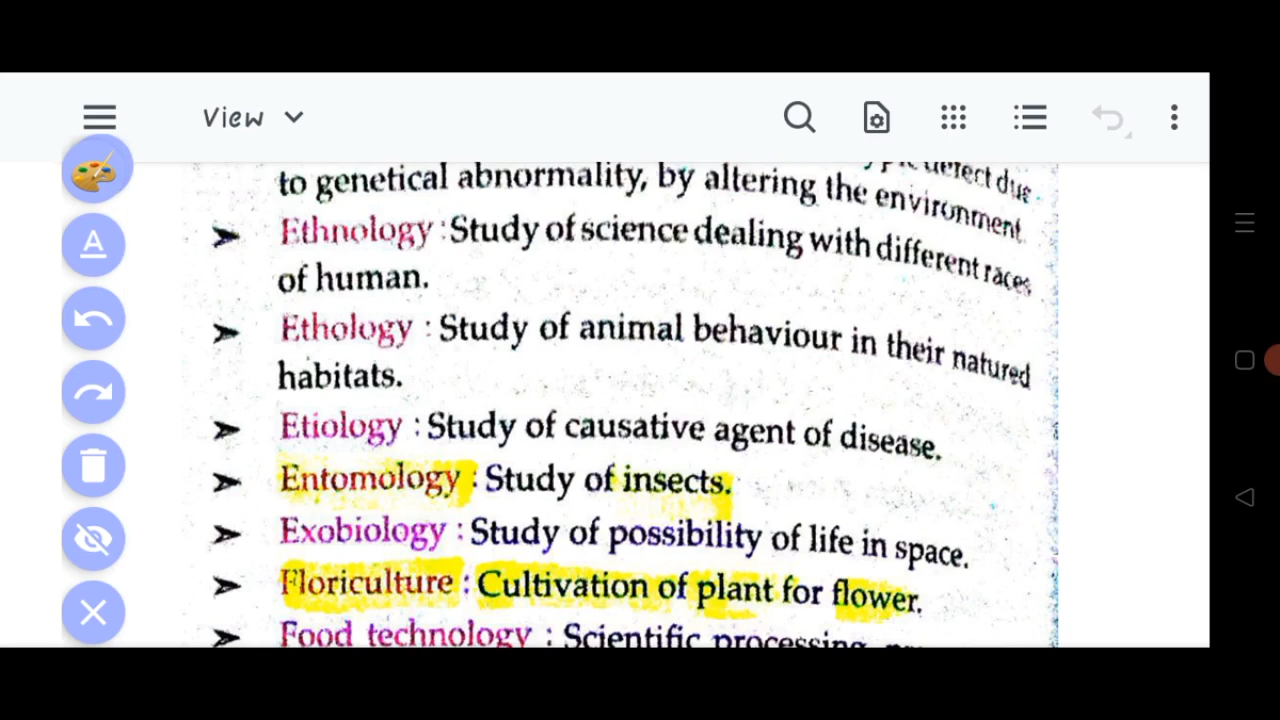 View
defect due
to genetical abnormality, by altering the environment
➤ Ethnology : Study of science dealing with different races
of human.
➤ Ethology : Study of animal behaviour in their natured
habitats.
➤ Etiology : Study of causative agent of disease.
➤ Entomology : Study of insects.
➤ Exobiology : Study of possibility of life in space.
➤ Floriculture : Cultivation of plant for flower.
➤ Food technology : Scientific processing,